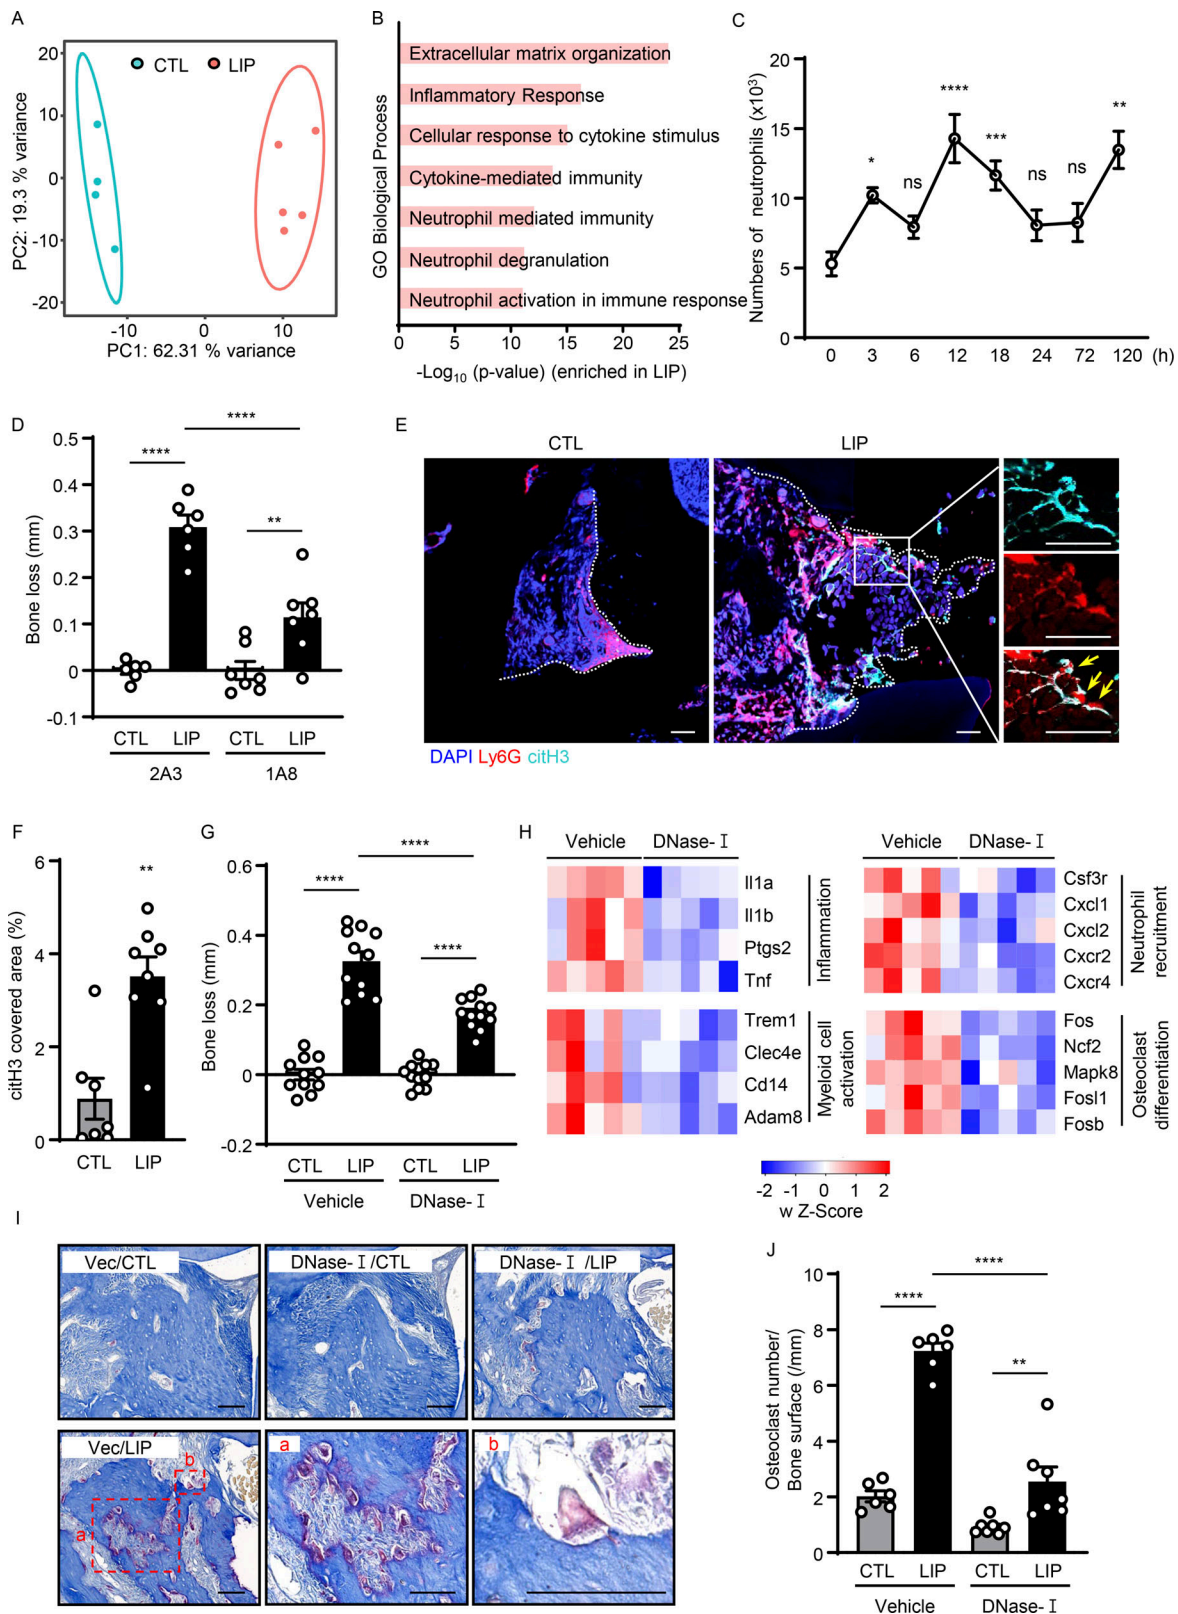 A
20
10
0
-10
-20
PC2: 19.3 % variance
CTL LIP
-10 0 10
PC1: 62.31 % variance
B
GO Biological Process
Extracellular matrix organization
Inflammatory Response
Cellular response to cytokine stimulus
Cytokine-mediated immunity
Neutrophil mediated immunity
Neutrophil degranulation
Neutrophil activation in immune response
0 5 10 15 20 25
-Log10 (p-value) (enriched in LIP)
C
Numbers of neutrophils (x10³)
20
15
10
5
0
* ns **** *** ns ns **
0 3 6 12 18 24 72 120 (h)
D
Bone loss (mm)
0.5
0.4
0.3
0.2
0.1
0
-0.1
****
****
**
CTL LIP CTL LIP
2A3 1A8
E
CTL LIP
DAPI Ly6G citH3
F
citH3 covered area (%)
6
4
2
0
**
CTL LIP
G
Bone loss (mm)
0.6
0.4
0.2
0
-0.2
****
****
****
CTL LIP CTL LIP
Vehicle DNase-Ⅰ
H
Vehicle DNase-Ⅰ
Il1a
Il1b
Ptgs2
Tnf
Inflammation
Trem1
Clec4e
Cd14
Adam8
Myeloid cell
activation
Vehicle DNase-Ⅰ
Csf3r
Cxcl1
Cxcl2
Cxcr2
Cxcr4
Neutrophil
recruitment
Fos
Ncf2
Mapk8
Fosl1
Fosb
Osteoclast
differentiation
-2 -1 0 1 2
w Z-Score
I
Vec/CTL
DNase-Ⅰ/CTL
DNase-Ⅰ/LIP
Vec/LIP
a
b
a
b
J
Osteoclast number/
Bone surface (/mm)
10
8
6
4
2
0
****
****
**
CTL LIP CTL LIP
Vehicle DNase-Ⅰ